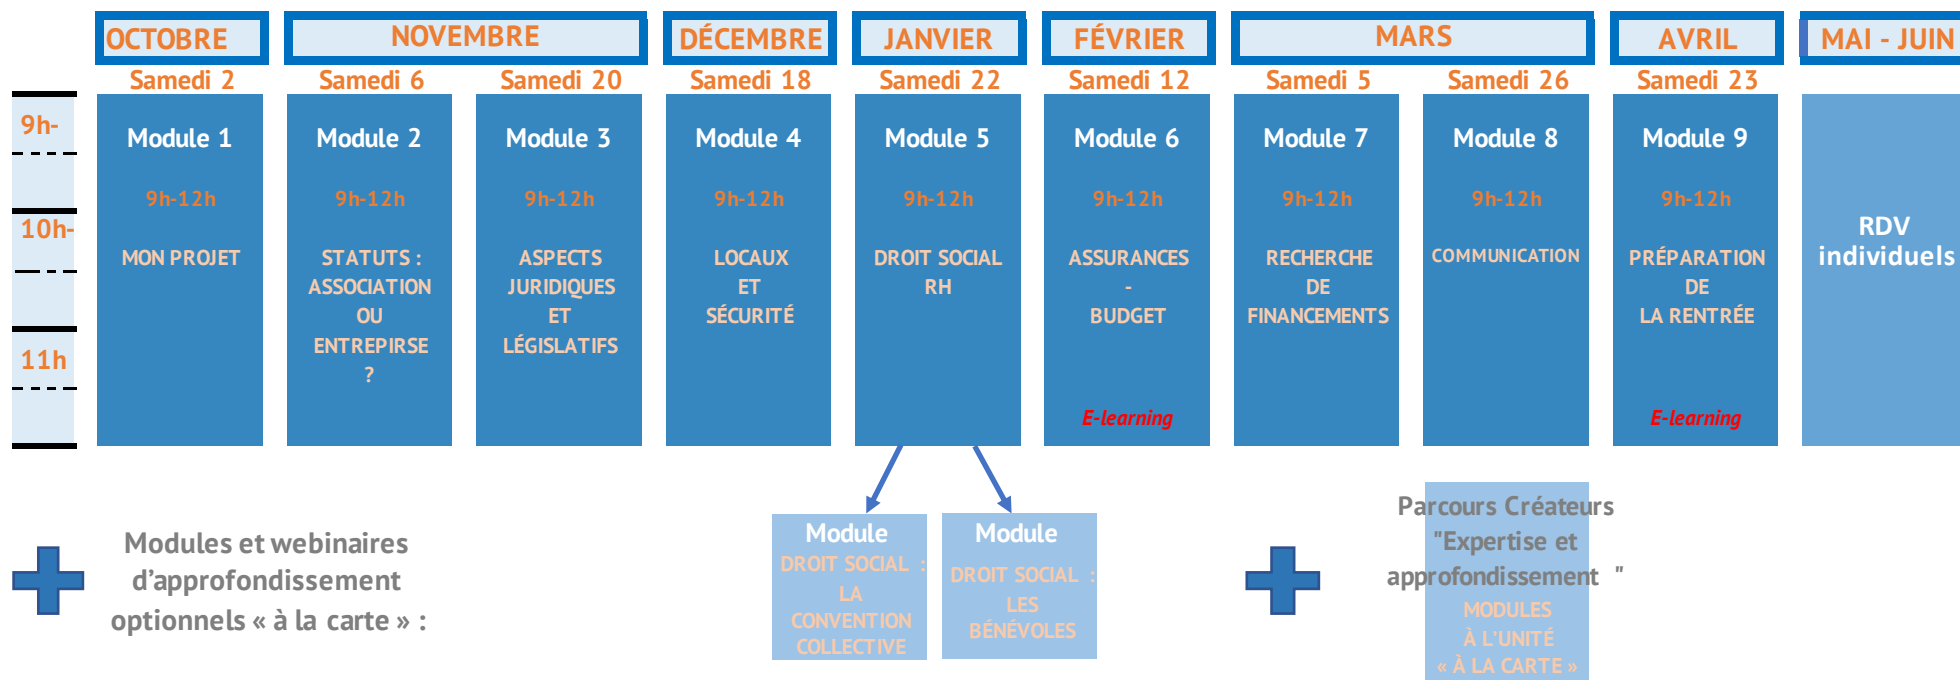 OCTOBRE
NOVEMBRE
DÉCEMBRE
JANVIER
FÉVRIER
MARS
AVRIL
MAI - JUIN
Samedi 2
Samedi 6
Samedi 20
Samedi 18
Samedi 22
Samedi 12
Samedi 5
Samedi 26
Samedi 23
9h-
10h-
11h
Module 1
9h-12h
MON PROJET
Module 2
9h-12h
STATUTS :
ASSOCIATION
OU
ENTREPIRSE
?
Module 3
9h-12h
ASPECTS
JURIDIQUES
ET
LÉGISLATIFS
Module 4
9h-12h
LOCAUX
ET
SÉCURITÉ
Module 5
9h-12h
DROIT SOCIAL
RH
Module 6
9h-12h
ASSURANCES
-
BUDGET
E-learning
Module 7
9h-12h
RECHERCHE
DE
FINANCEMENTS
Module 8
9h-12h
COMMUNICATION
Module 9
9h-12h
PRÉPARATION
DE
LA RENTRÉE
E-learning
RDV
individuels
Modules et webinaires
d’approfondissement
optionnels « à la carte » :
Module
DROIT SOCIAL :
LA
CONVENTION
COLLECTIVE
Module
DROIT SOCIAL :
LES
BÉNÉVOLES
Parcours Créateurs
"Expertise et
approfondissement "
MODULES
À L'UNITÉ
« À LA CARTE »